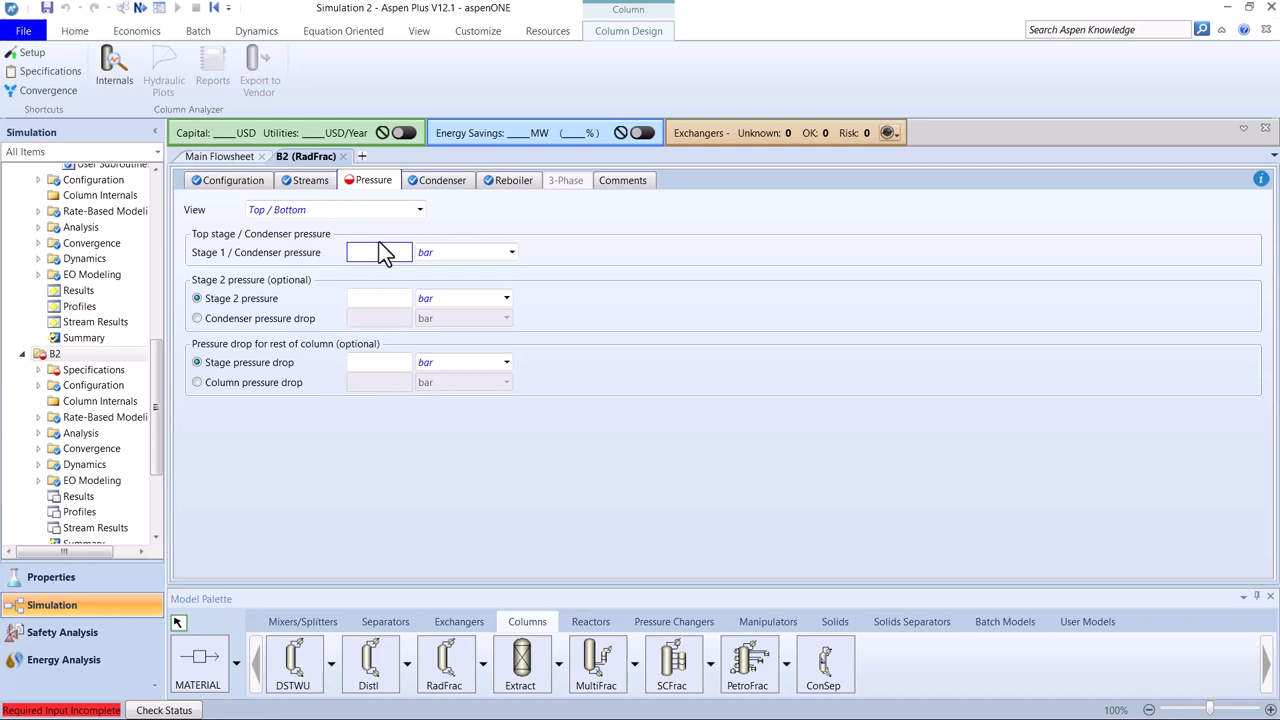 Simulation 2 - Aspen Plus V12.1 - aspenONE
Column
File
Home
Economics
Batch
Dynamics
Equation Oriented
View
Customize
Resources
Column Design
Search Aspen Knowledge
Setup
Specifications
Convergence
Shortcuts
Internals
Hydraulic Plots
Reports
Export to Vendor
Column Analyzer
Simulation
Capital: ____USD Utilities: ____USD/Year
Energy Savings: ____MW (____%)
Exchangers - Unknown: 0 OK: 0 Risk: 0
All Items
Main Flowsheet
B2 (RadFrac)
User Subroutine
Configuration
Column Internals
Rate-Based Modeli
Analysis
Convergence
Dynamics
EO Modeling
Results
Profiles
Stream Results
Summary
B2
Specifications
Configuration
Column Internals
Rate-Based Modeli
Analysis
Convergence
Dynamics
EO Modeling
Results
Profiles
Stream Results
Summary
Configuration
Streams
Pressure
Condenser
Reboiler
3-Phase
Comments
View
Top / Bottom
Top stage / Condenser pressure
Stage 1 / Condenser pressure
bar
Stage 2 pressure (optional)
Stage 2 pressure
bar
Condenser pressure drop
bar
Pressure drop for rest of column (optional)
Stage pressure drop
bar
Column pressure drop
bar
Properties
Simulation
Safety Analysis
Energy Analysis
Model Palette
Mixers/Splitters
Separators
Exchangers
Columns
Reactors
Pressure Changers
Manipulators
Solids
Solids Separators
Batch Models
User Models
MATERIAL
DSTWU
Distl
RadFrac
Extract
MultiFrac
SCFrac
PetroFrac
ConSep
Required Input Incomplete
Check Status
100%